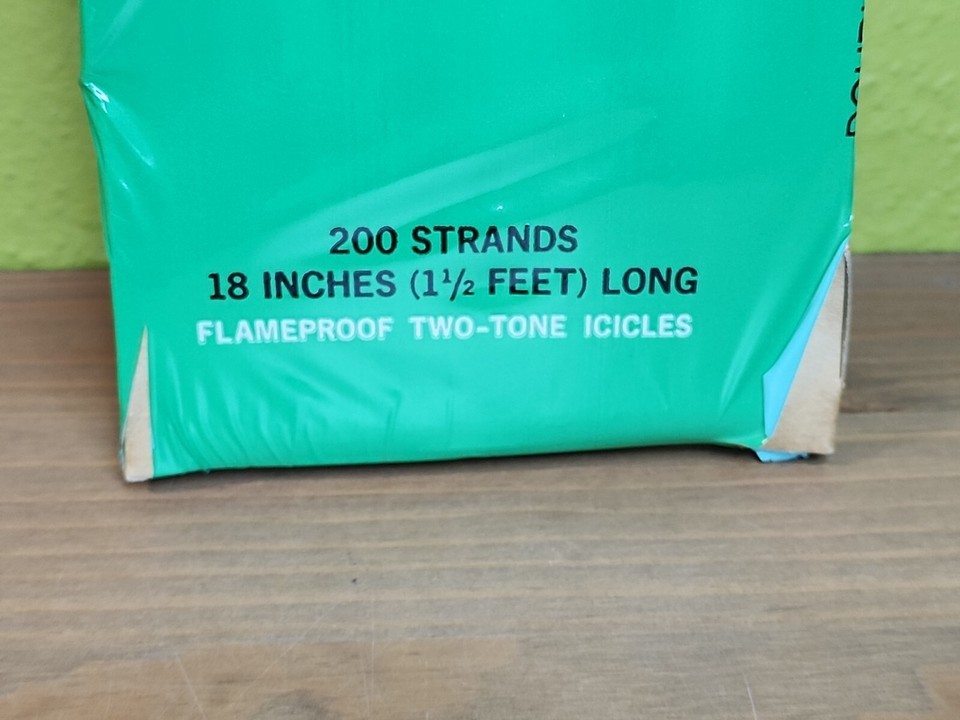 200 STRANDS
18 INCHES (1½ FEET) LONG
FLAMEPROOF TWO-TONE ICICLES